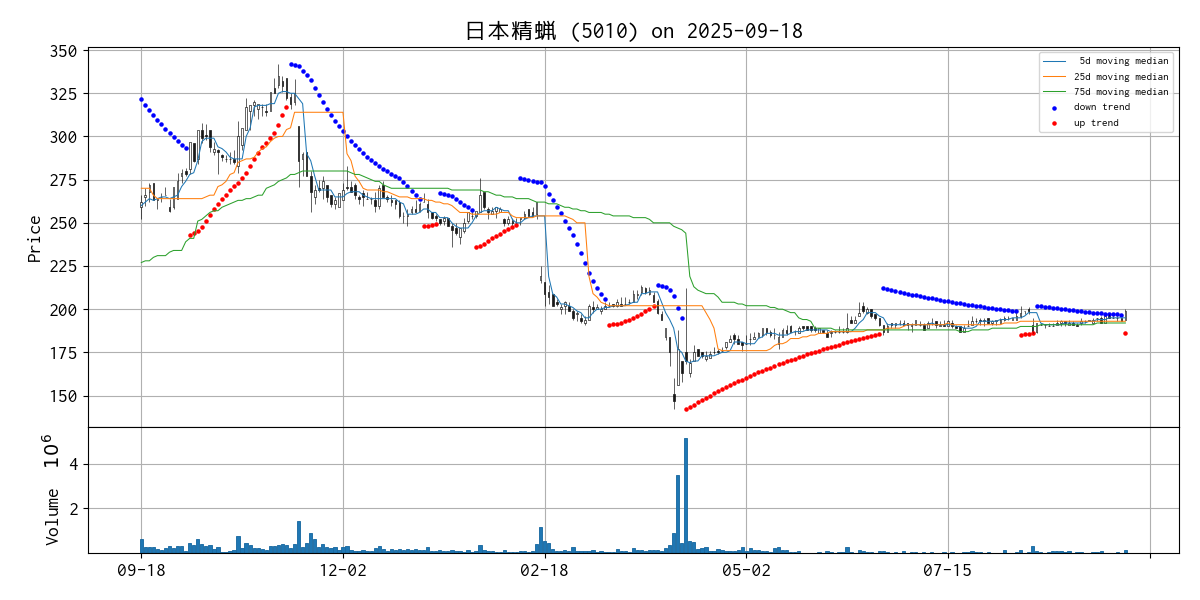 日本精蝋 (5010) on 2025-09-18
350
325
300
275
250
225
200
175
150
Price
5d moving median
25d moving median
75d moving median
down trend
up trend
4
2
Volume 10^6
09-18
12-02
02-18
05-02
07-15